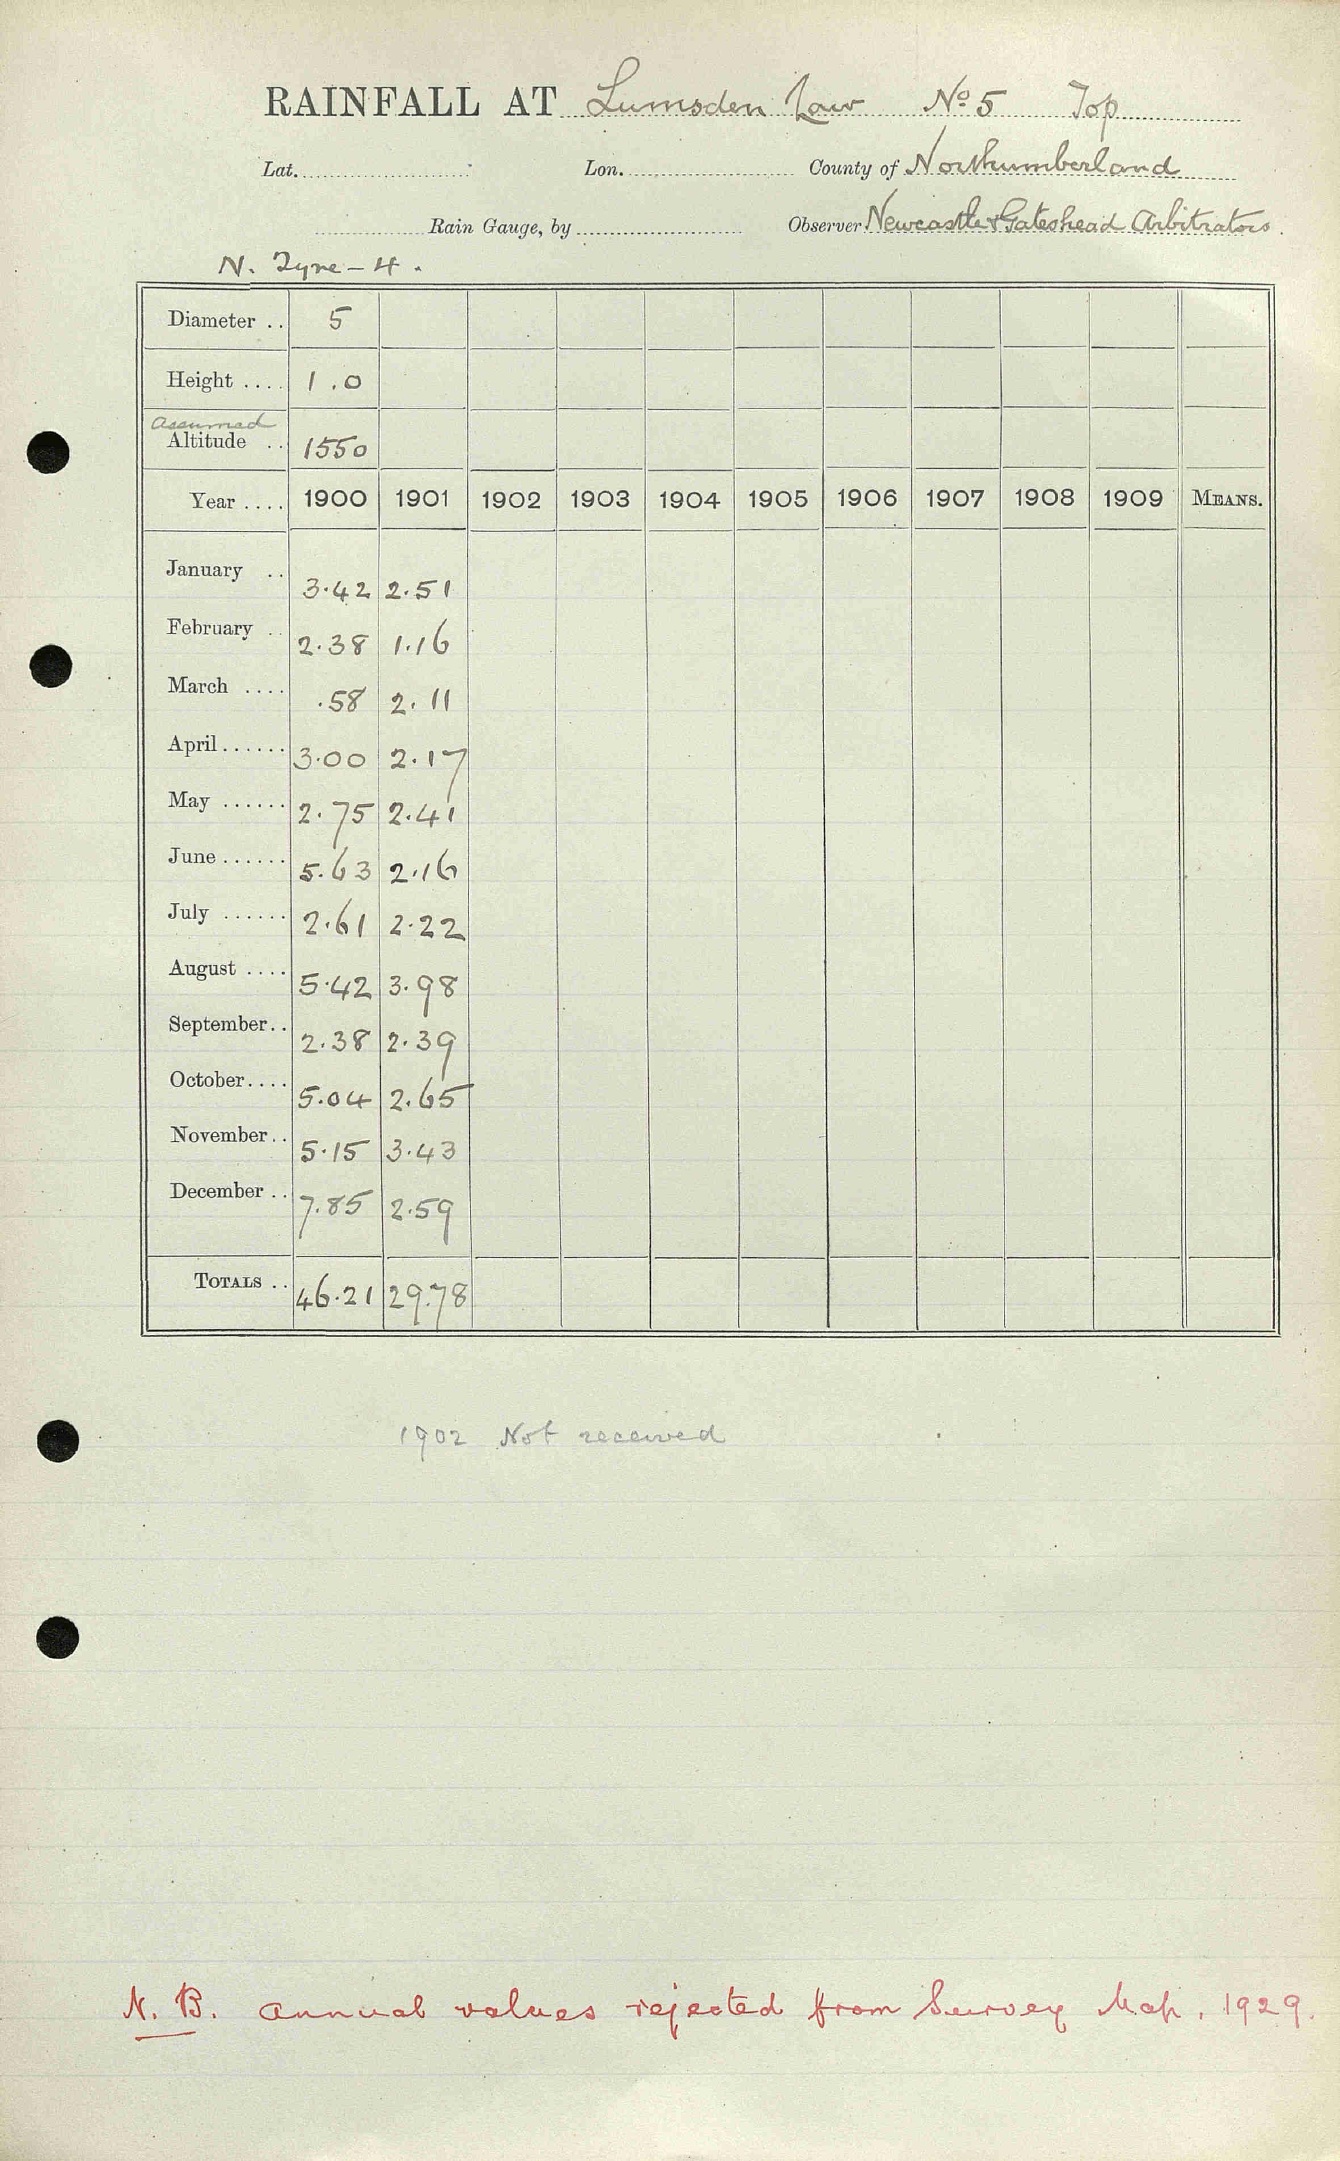 RAINFALL AT Lumsden Law No 5 Top
Lat. Lon. County of Northumberland
Rain Gauge, by Observer Newcastle & Gateshead Arbitrators.
N. Tyne - 4.
Diameter .. 5
Height .... 1.0
Assumed
Altitude .. 1550
Year .... 1900 1901 1902 1903 1904 1905 1906 1907 1908 1909 MEANS.
January .. 3.42 2.51
February .. 2.38 1.16
March .... .58 2.11
April...... 3.00 2.17
May ...... 2.75 2.41
June...... 5.63 2.16
July ...... 2.61 2.22
August .... 5.42 3.98
September.. 2.38 2.39
October.... 5.04 2.65
November.. 5.15 3.43
December .. 7.85 2.59
TOTALS .. 46.21 29.78
1902 Not received
N.B. Annual values rejected from Survey Map, 1929.